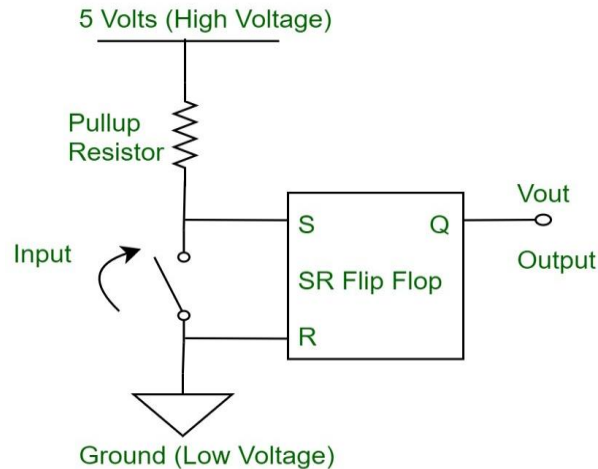 5 Volts (High Voltage)
Pullup
Resistor
Input
S
Q
SR Flip Flop
R
Vout
Output
Ground (Low Voltage)